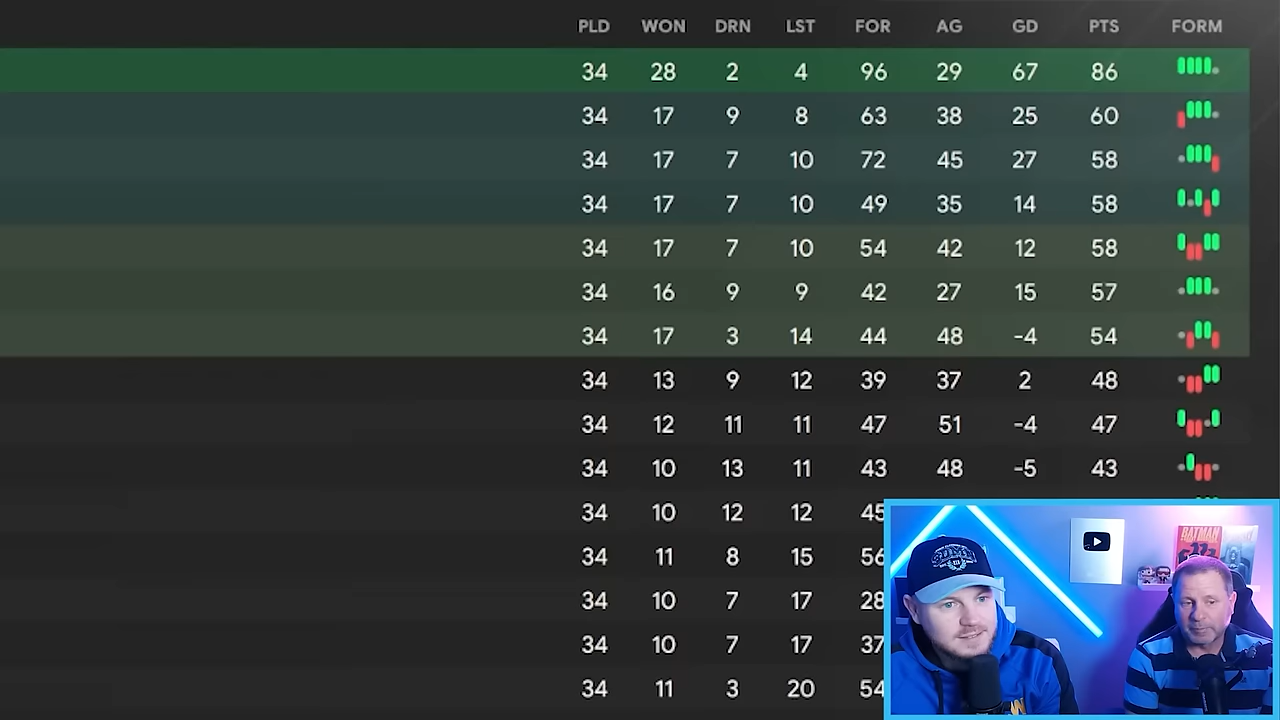 PLD WON DRN LST FOR AG GD PTS FORM
34 28 2 4 96 29 67 86
34 17 9 8 63 38 25 60
34 17 7 10 72 45 27 58
34 17 7 10 49 35 14 58
34 17 7 10 54 42 12 58
34 16 9 9 42 27 15 57
34 17 3 14 44 48 -4 54
34 13 9 12 39 37 2 48
34 12 11 11 47 51 -4 47
34 10 13 11 43 48 -5 43
34 10 12 12 45
34 11 8 15 56
34 10 7 17 28
34 10 7 17 37
34 11 3 20 54
BATMAN